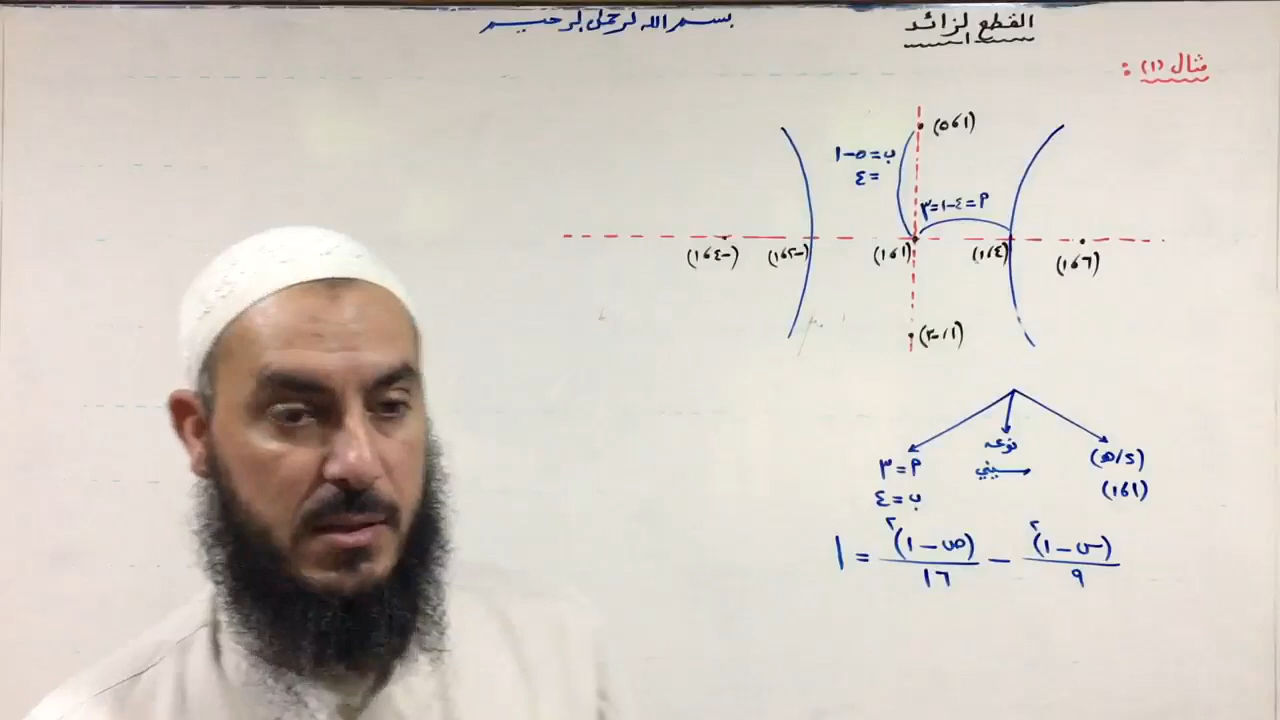 بسم الله الرحمن الرحيم
القطع الزائد
مثال (١) :
(١ ، ٥)
ب = ٥ − ١
= ٤
٣ = ١ − ٤ = م
(−٤ ، ١) (−٢ ، ١) (١ ، ١) (٤ ، ١) (٦ ، ١)
(١ / −٣)
(د / هـ) نوعه م = ٣
(١ ، ١) سيني ب = ٤
(س − ١)² / ٩ − (ص − ١)² / ١٦ = ١